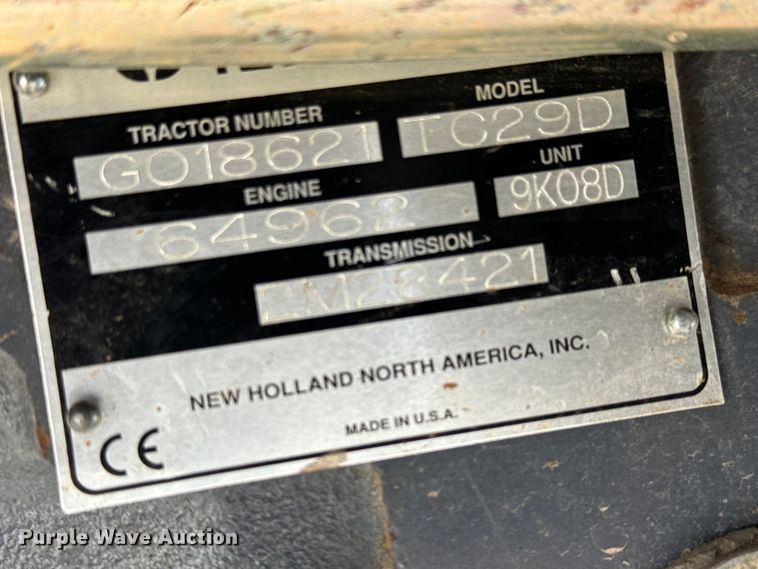 MODEL
TRACTOR NUMBER
TC29D
G018621
UNIT
ENGINE
9K08D
64962
TRANSMISSION
NEW HOLLAND NORTH AMERICA, INC.
MADE IN U.S.A.
CE
Purple Wave Auction